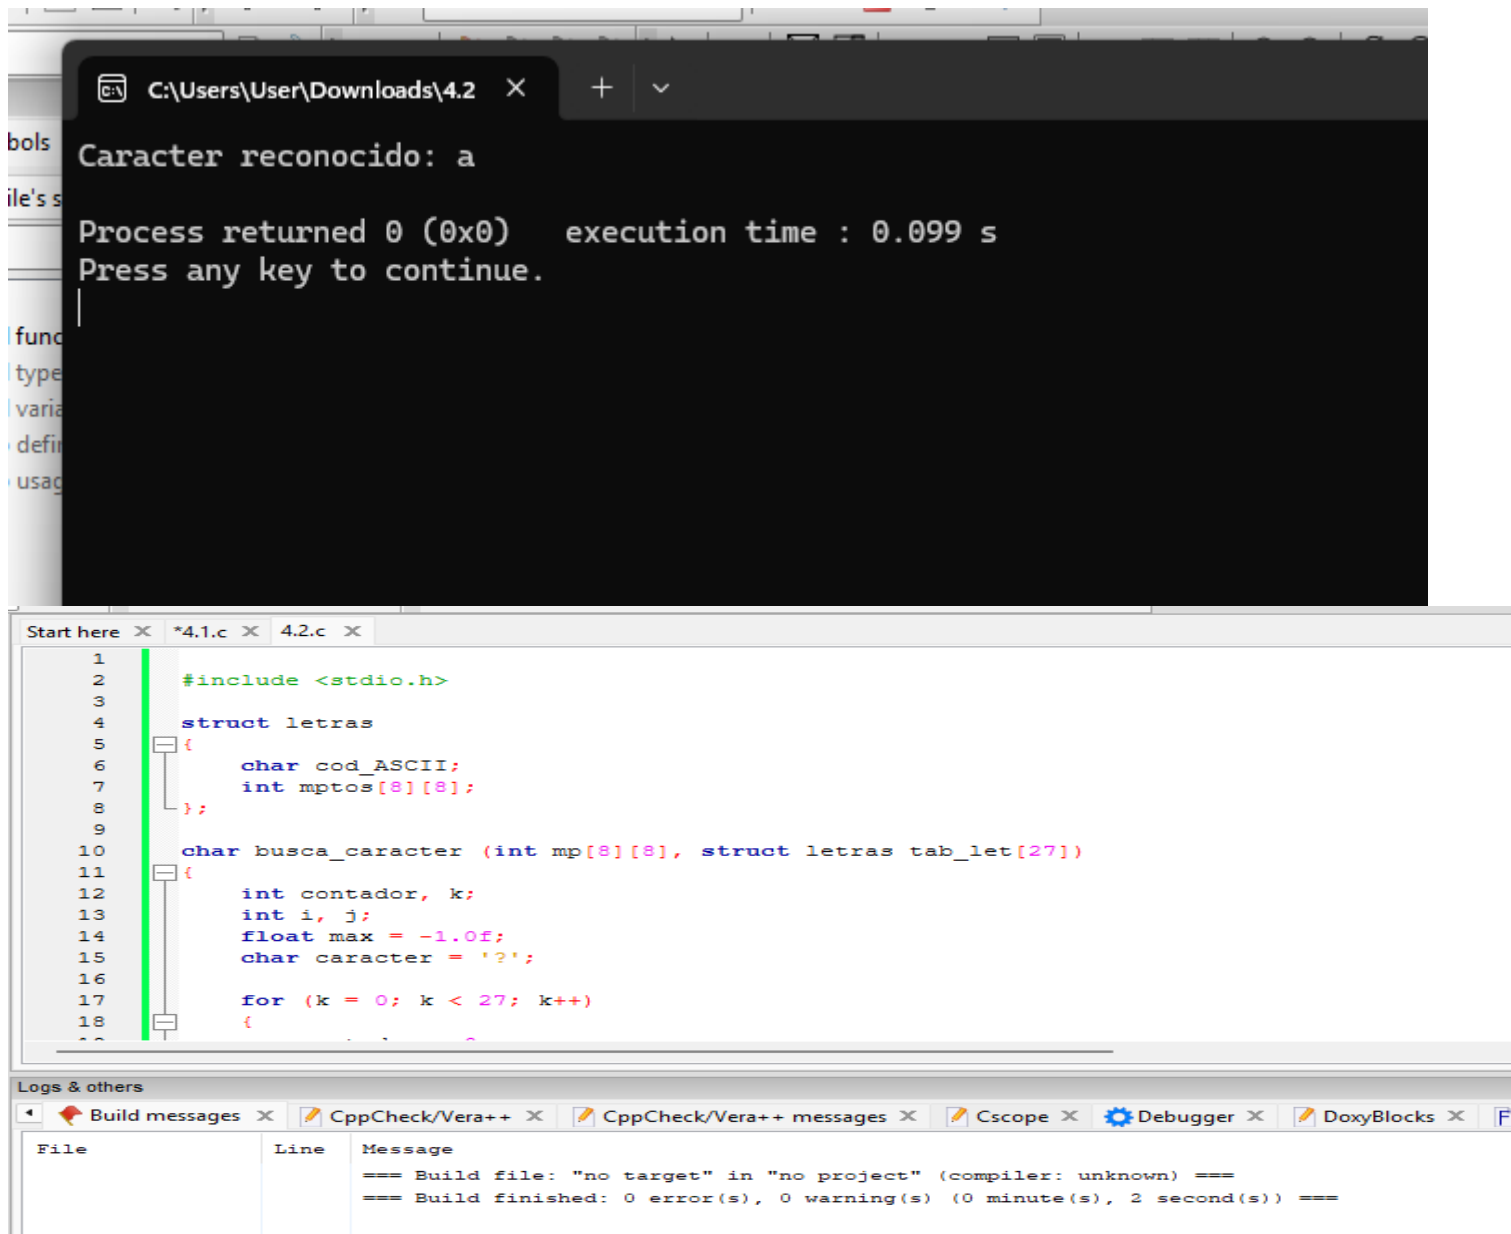 C:\Users\User\Downloads\4.2
bols
Caracter reconocido: a
ile's s
Process returned 0 (0x0)   execution time : 0.099 s
Press any key to continue.
func
type
varia
defin
usag
Start here *4.1.c 4.2.c
1
2 #include <stdio.h>
3
4 struct letras
5 {
6 char cod_ASCII;
7 int mptos[8][8];
8 };
9
10 char busca_caracter (int mp[8][8], struct letras tab_let[27])
11 {
12 int contador, k;
13 int i, j;
14 float max = -1.0f;
15 char caracter = '?';
16
17 for (k = 0; k < 27; k++)
18 {
Logs & others
Build messages CppCheck/Vera++ CppCheck/Vera++ messages Cscope Debugger DoxyBlocks F
File Line Message
=== Build file: "no target" in "no project" (compiler: unknown) ===
=== Build finished: 0 error(s), 0 warning(s) (0 minute(s), 2 second(s)) ===